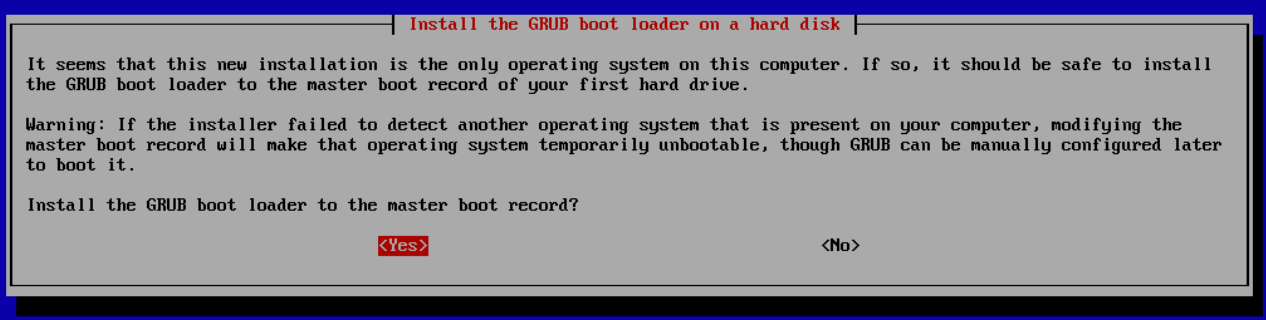 Install the GRUB boot loader on a hard disk
It seems that this new installation is the only operating system on this computer. If so, it should be safe to install
the GRUB boot loader to the master boot record of your first hard drive.
Warning: If the installer failed to detect another operating system that is present on your computer, modifying the
master boot record will make that operating system temporarily unbootable, though GRUB can be manually configured later
to boot it.
Install the GRUB boot loader to the master boot record?
<Yes> <No>